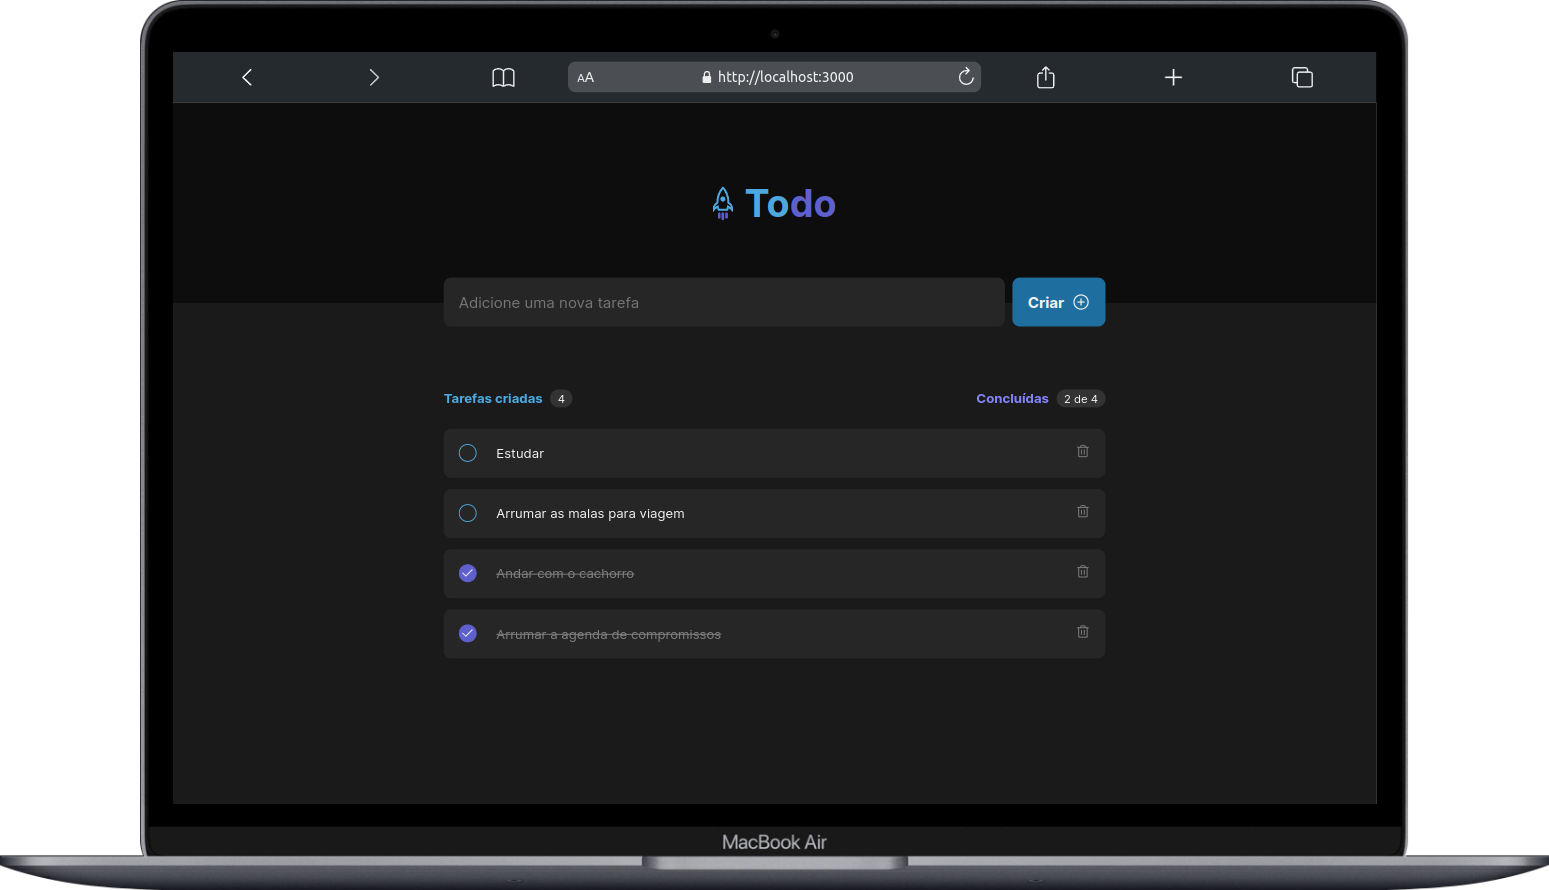 AA http://localhost:3000
Todo
Adicione uma nova tarefa
Criar
Tarefas criadas 4
Concluídas 2 de 4
Estudar
Arrumar as malas para viagem
Andar com o cachorro
Arrumar a agenda de compromissos
MacBook Air